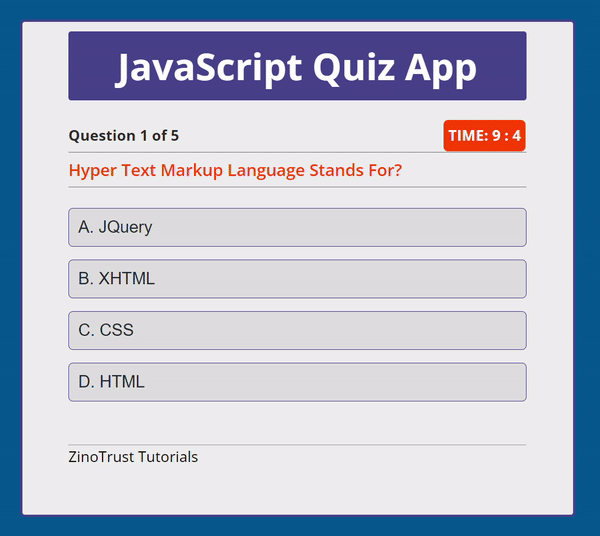 JavaScript Quiz App
Question 1 of 5
TIME: 9 : 4
Hyper Text Markup Language Stands For?
A. JQuery
B. XHTML
C. CSS
D. HTML
ZinoTrust Tutorials